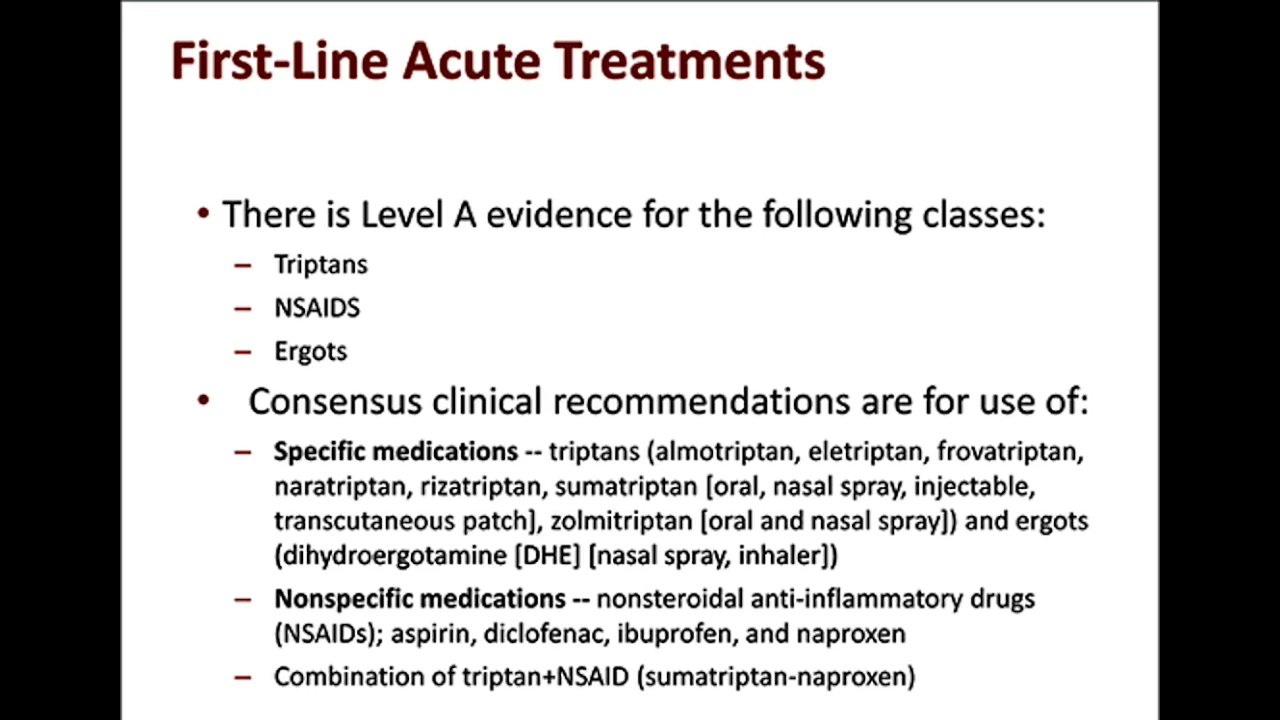 First-Line Acute Treatments
• There is Level A evidence for the following classes:
– Triptans
– NSAIDS
– Ergots
• Consensus clinical recommendations are for use of:
– Specific medications -- triptans (almotriptan, eletriptan, frovatriptan,
naratriptan, rizatriptan, sumatriptan [oral, nasal spray, injectable,
transcutaneous patch], zolmitriptan [oral and nasal spray]) and ergots
(dihydroergotamine [DHE] [nasal spray, inhaler])
– Nonspecific medications -- nonsteroidal anti-inflammatory drugs
(NSAIDs); aspirin, diclofenac, ibuprofen, and naproxen
– Combination of triptan+NSAID (sumatriptan-naproxen)